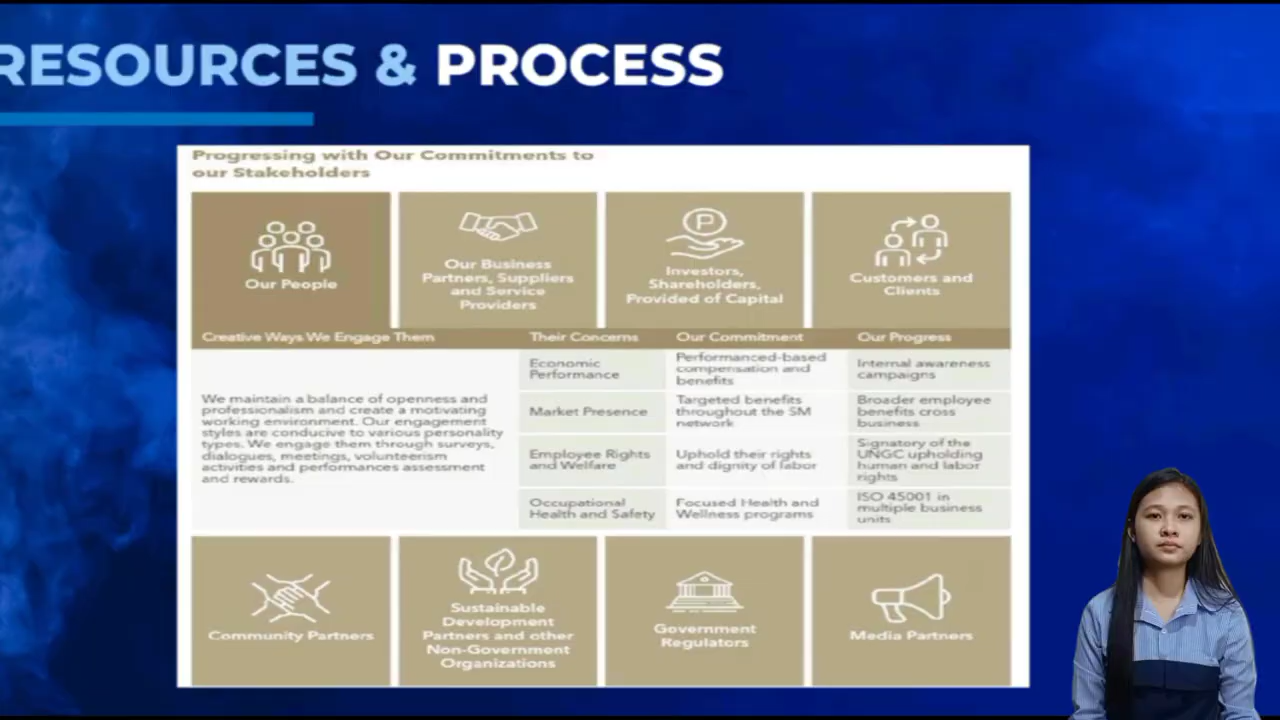 RESOURCES & PROCESS
Progressing with Our Commitments to
our Stakeholders
Our People
Our Business
Partners, Suppliers
and Service
Providers
Investors,
Shareholders,
Provided of Capital
Customers and
Clients
Creative Ways We Engage Them
Their Concerns
Our Commitment
Our Progress
We maintain a balance of openness and
professionalism and create a motivating
working environment. Our engagement
styles are conducive to various personality
types. We engage them through surveys,
dialogues, meetings, volunteerism
activities and performances assessment
and rewards.
Economic
Performance
Performanced-based
compensation and
benefits
Internal awareness
campaigns
Market Presence
Targeted benefits
throughout the SM
network
Broader employee
benefits cross
business
Employee Rights
and Welfare
Uphold their rights
and dignity of labor
Signatory of the
UNGC upholding
human and labor
rights
Occupational
Health and Safety
Focused Health and
Wellness programs
ISO 45001 in
multiple business
units
Community Partners
Sustainable
Development
Partners and other
Non-Government
Organizations
Government
Regulators
Media Partners